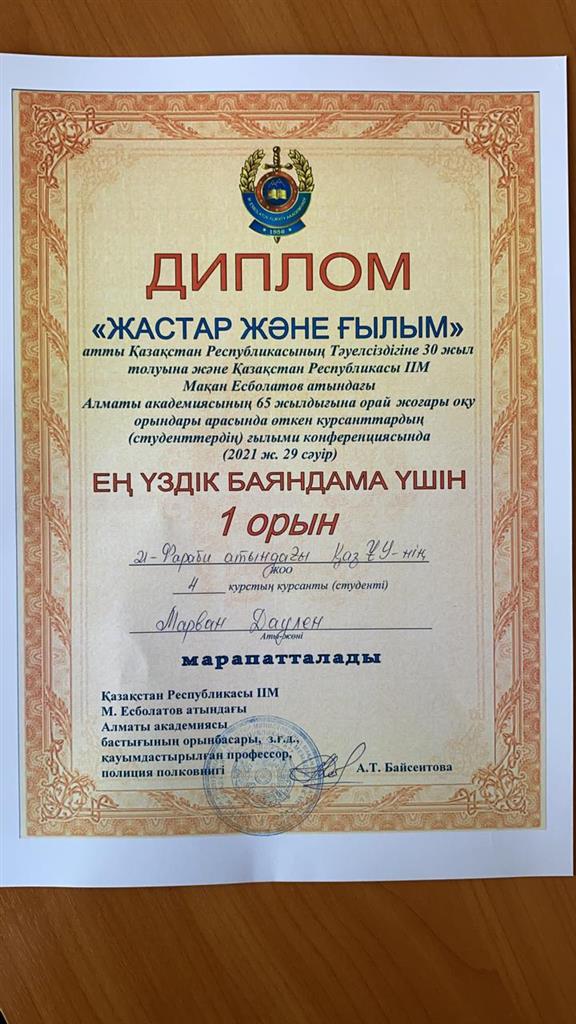 1956
ДИПЛОМ
«ЖАСТАР ЖӘНЕ ҒЫЛЫМ»
атты Қазақстан Республикасының Тәуелсіздігіне 30 жыл
толуына және Қазақстан Республикасы ІІМ
Мақан Есболатов атындағы
Алматы академиясының 65 жылдығына орай жоғары оқу
орындары арасында өткен курсанттардың
(студенттердің) ғылыми конференциясында
(2021 ж. 29 сәуір)
ЕҢ ҮЗДІК БАЯНДАМА ҮШІН
1 орын
әл-Фараби атындағы ҚазҰУ-нің
ЖОО
4 курстың курсанты (студенті)
Марван Даулен
Аты-жөні
марапатталады
Қазақстан Республикасы ІІМ
М. Есболатов атындағы
Алматы академиясы
бастығының орынбасары, з.ғ.д.,
қауымдастырылған профессор,
полиция полковнигі А.Т. Байсеитова